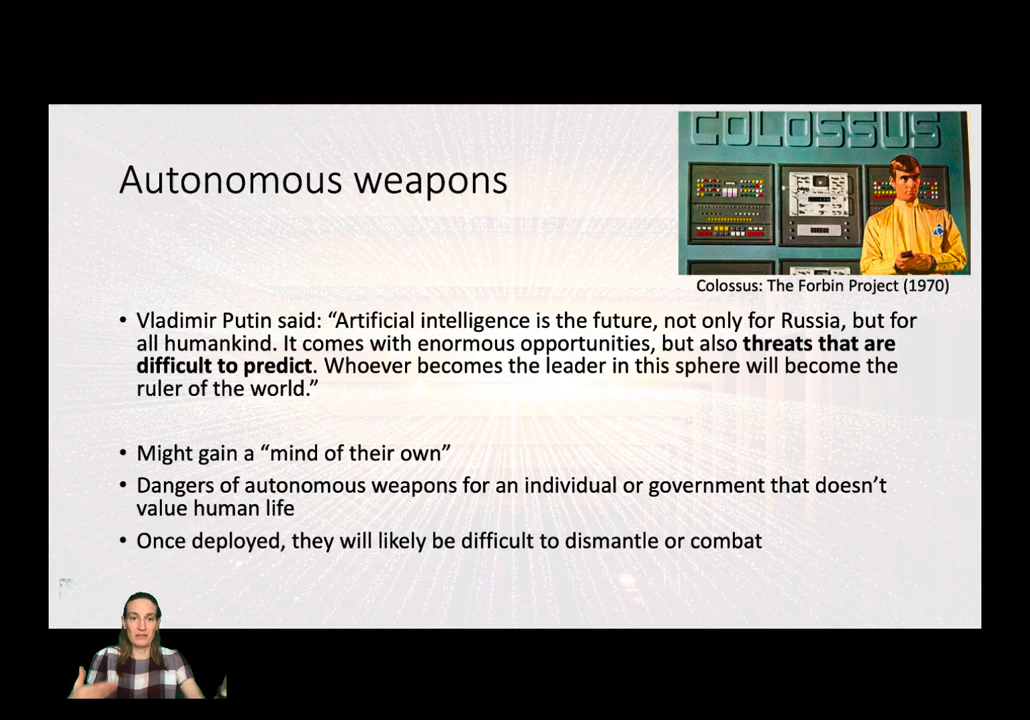 COLOSSUS
Autonomous weapons
Colossus: The Forbin Project (1970)
• Vladimir Putin said: “Artificial intelligence is the future, not only for Russia, but for
all humankind. It comes with enormous opportunities, but also threats that are
difficult to predict. Whoever becomes the leader in this sphere will become the
ruler of the world.”
• Might gain a “mind of their own”
• Dangers of autonomous weapons for an individual or government that doesn’t
value human life
• Once deployed, they will likely be difficult to dismantle or combat